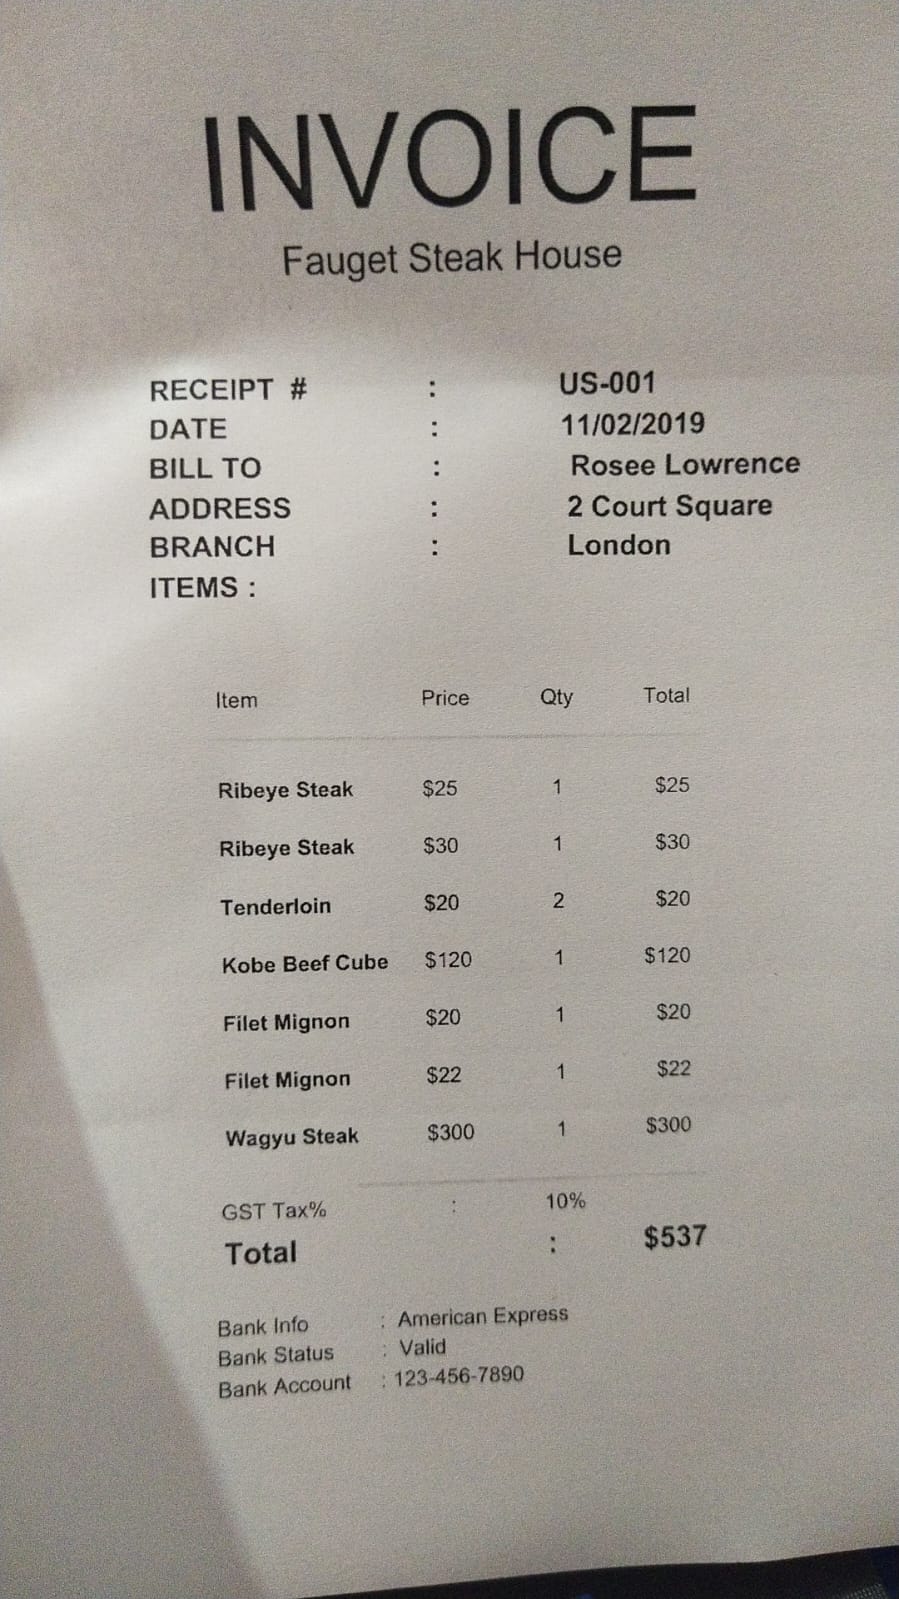 INVOICE
Fauget Steak House
RECEIPT # : US-001
DATE : 11/02/2019
BILL TO : Rosee Lowrence
ADDRESS : 2 Court Square
BRANCH : London
ITEMS :
Item Price Qty Total
Ribeye Steak $25 1 $25
Ribeye Steak $30 1 $30
Tenderloin $20 2 $20
Kobe Beef Cube $120 1 $120
Filet Mignon $20 1 $20
Filet Mignon $22 1 $22
Wagyu Steak $300 1 $300
GST Tax% : 10%
Total : $537
Bank Info : American Express
Bank Status : Valid
Bank Account : 123-456-7890